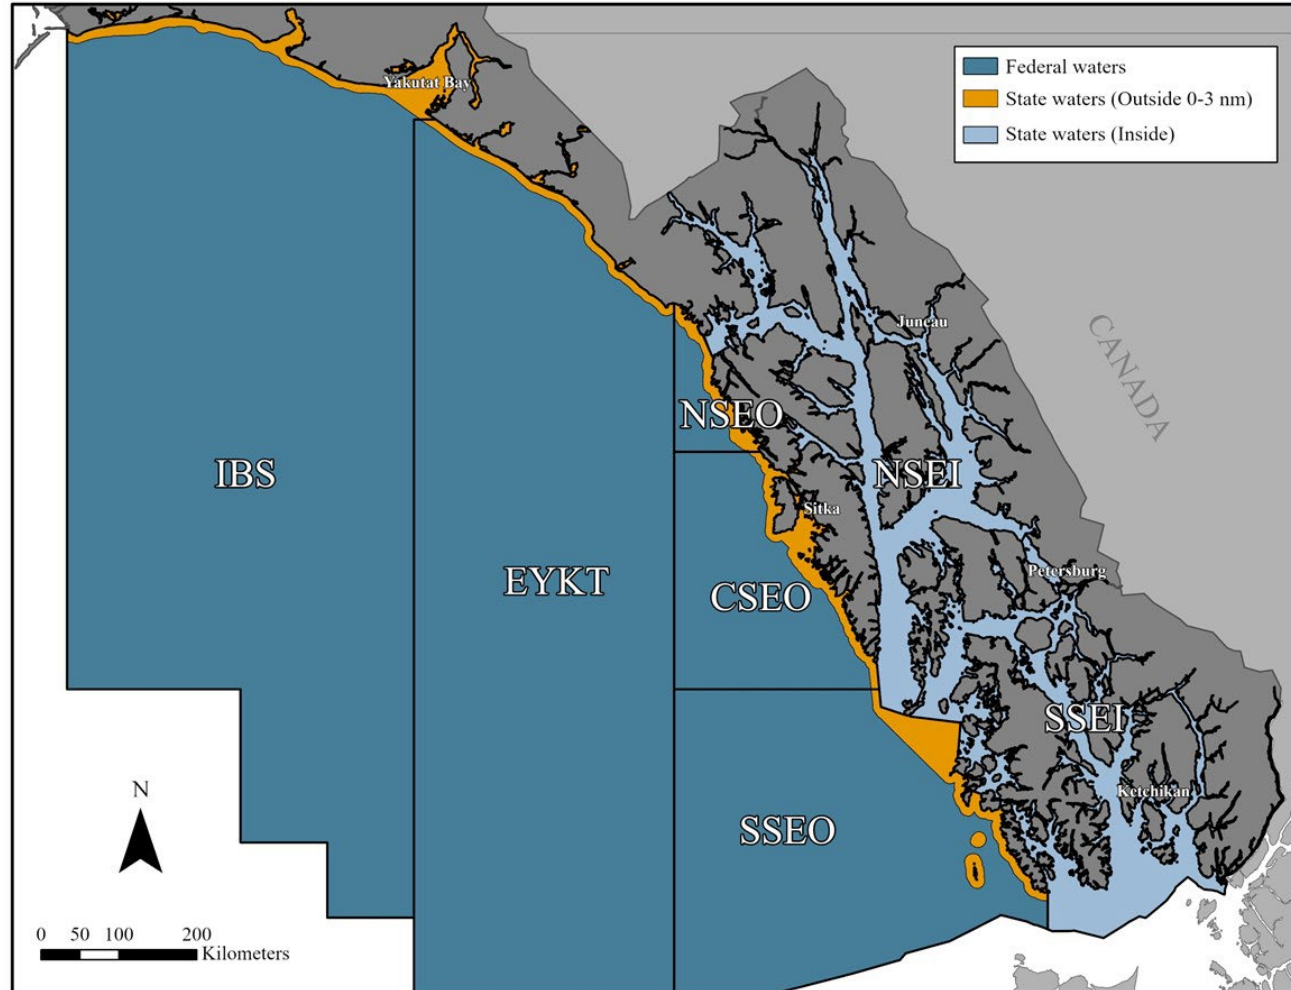 Yakutat Bay
Federal waters
State waters (Outside 0-3 nm)
State waters (Inside)
Juneau
CANADA
NSEO
IBS
NSEI
Sitka
EYKT
CSEO
Petersburg
SSEI
Ketchikan
SSEO
N
0 50 100 200
Kilometers